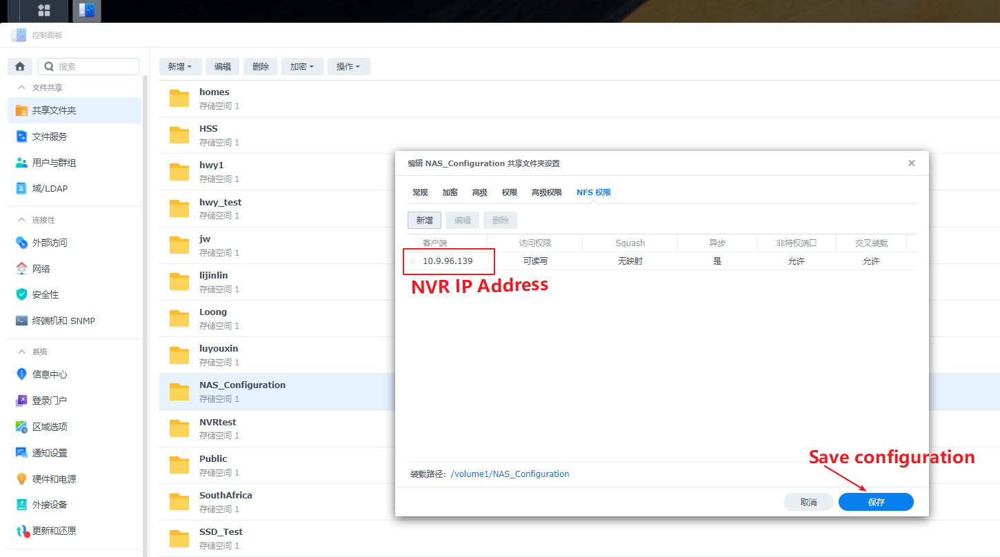 控制面板
搜索
文件共享
共享文件夹
文件服务
用户与群组
域/LDAP
连接性
外部访问
网络
安全性
终端机和 SNMP
系统
信息中心
登录门户
区域选项
通知设置
硬件和电源
外接设备
更新和还原
新增 编辑 删除 加密 操作
homes
存储空间 1
HSS
存储空间 1
hwy1
存储空间 1
hwy_test
存储空间 1
jw
存储空间 1
lijinlin
存储空间 1
Loong
存储空间 1
luyouxin
存储空间 1
NAS_Configuration
存储空间 1
NVRtest
存储空间 1
Public
存储空间 1
SouthAfrica
存储空间 1
SSD_Test
存储空间 1
编辑 NAS_Configuration 共享文件夹设置
常规 加密 高级 权限 高级权限 NFS 权限
新增 编辑 删除
客户端 访问权限 Squash 异步 非特权端口 交叉装载
10.9.96.139 可读写 无映射 是 允许 允许
NVR IP Address
Save configuration
装载路径: /volume1/NAS_Configuration
取消 保存